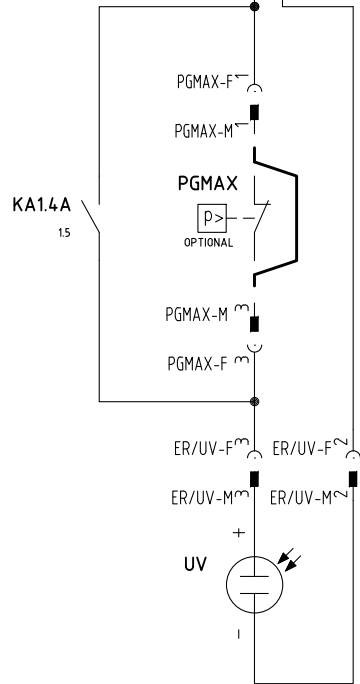 PGMAX-F 1
PGMAX-M 1
PGMAX
KA1.4A
1.5
P>
OPTIONAL
PGMAX-M 3
PGMAX-F 3
ER/UV-F 3 ER/UV-F 2
ER/UV-M 3 ER/UV-M 2
+
UV
-